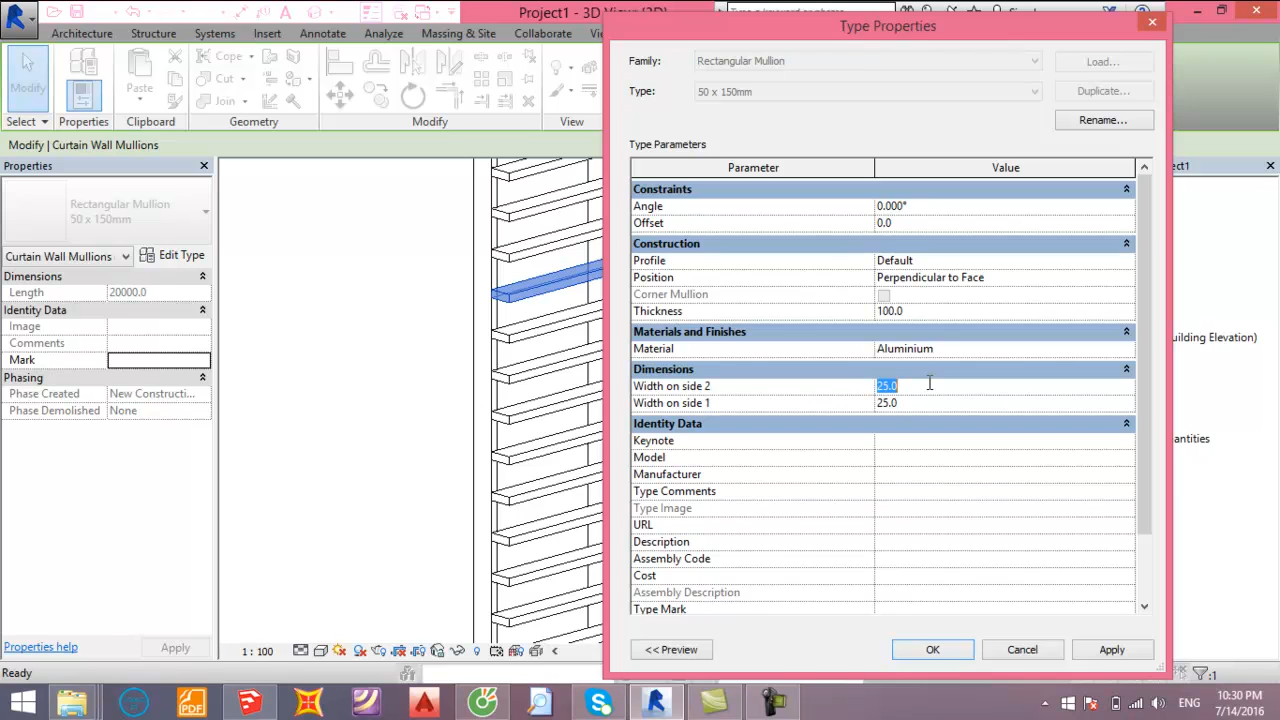 Project1 - 3D View
Architecture Structure Systems Insert Annotate Analyze Massing & Site Collaborate
Modify
Paste
Cope
Cut
Join
Select Properties Clipboard Geometry Modify View
Modify | Curtain Wall Mullions
Properties
Rectangular Mullion
50 x 150mm
Curtain Wall Mullions
Edit Type
Dimensions
Length 20000.0
Identity Data
Image
Comments
Mark
Phasing
Phase Created New Constructi...
Phase Demolished None
Properties help
Apply
1 : 100
Ready
Type Properties
Family: Rectangular Mullion Load...
Type: 50 x 150mm Duplicate...
Rename...
Type Parameters
Parameter Value
Constraints
Angle 0.000°
Offset 0.0
Construction
Profile Default
Position Perpendicular to Face
Corner Mullion
Thickness 100.0
Materials and Finishes
Material Aluminium
Dimensions
Width on side 2 25.0
Width on side 1 25.0
Identity Data
Keynote
Model
Manufacturer
Type Comments
Type Image
URL
Description
Assembly Code
Cost
Assembly Description
Type Mark
<< Preview OK Cancel Apply
ct1
uilding Elevation)
antities
:1
PDF
ENG
10:30 PM
7/14/2016